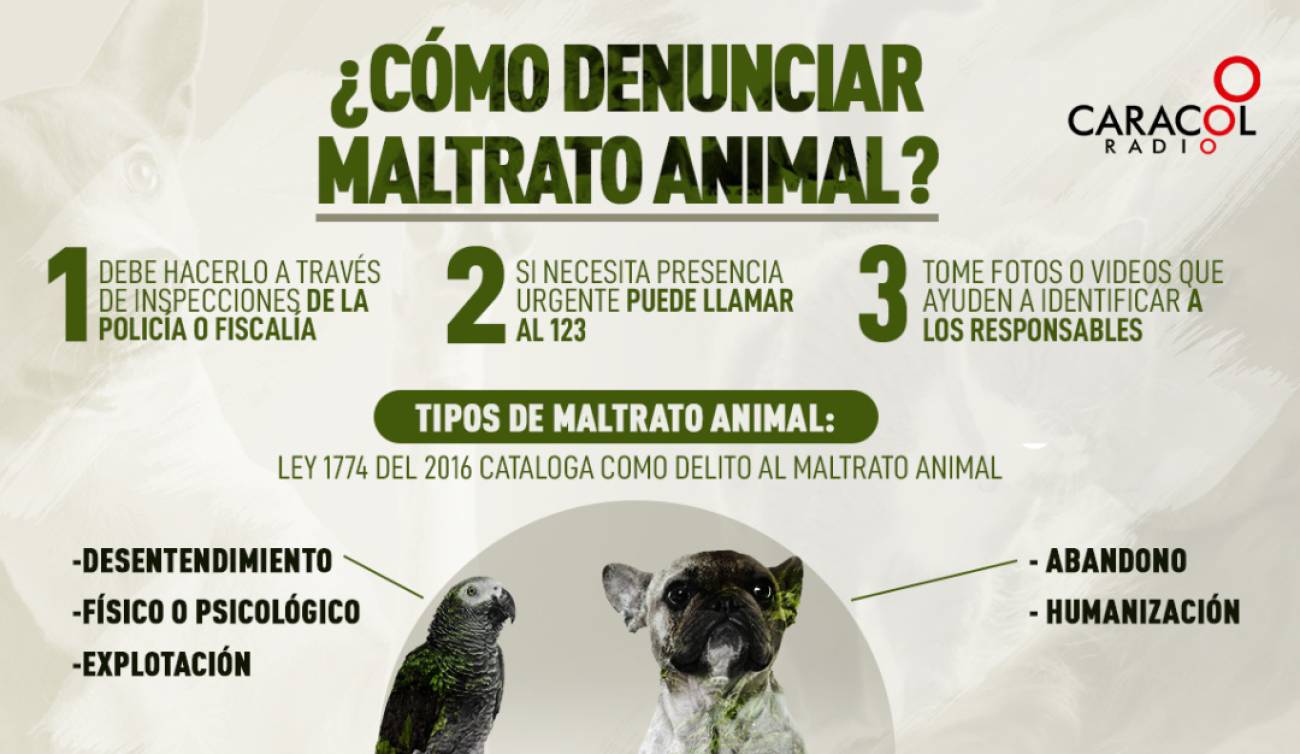 ¿CÓMO DENUNCIAR
MALTRATO ANIMAL?
CARACOL
RADIO
1
DEBE HACERLO A TRAVÉS
DE INSPECCIONES DE LA
POLICÍA O FISCALÍA
2
SI NECESITA PRESENCIA
URGENTE PUEDE LLAMAR
AL 123
3
TOME FOTOS O VIDEOS QUE
AYUDEN A IDENTIFICAR A
LOS RESPONSABLES
TIPOS DE MALTRATO ANIMAL:
LEY 1774 DEL 2016 CATALOGA COMO DELITO AL MALTRATO ANIMAL
-DESENTENDIMIENTO
-FÍSICO O PSICOLÓGICO
-EXPLOTACIÓN
- ABANDONO
- HUMANIZACIÓN